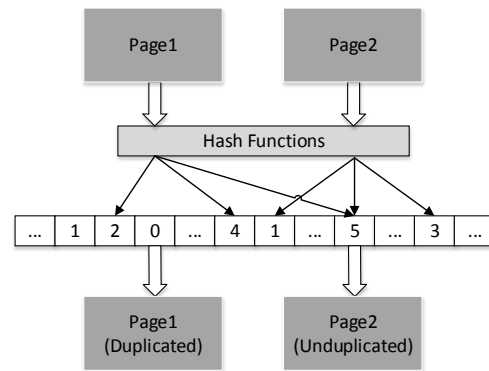 Page1 Page2
Hash Functions
... 1 2 0 ... 4 1 ... 5 ... 3 ...
Page1 Page2
(Duplicated) (Unduplicated)